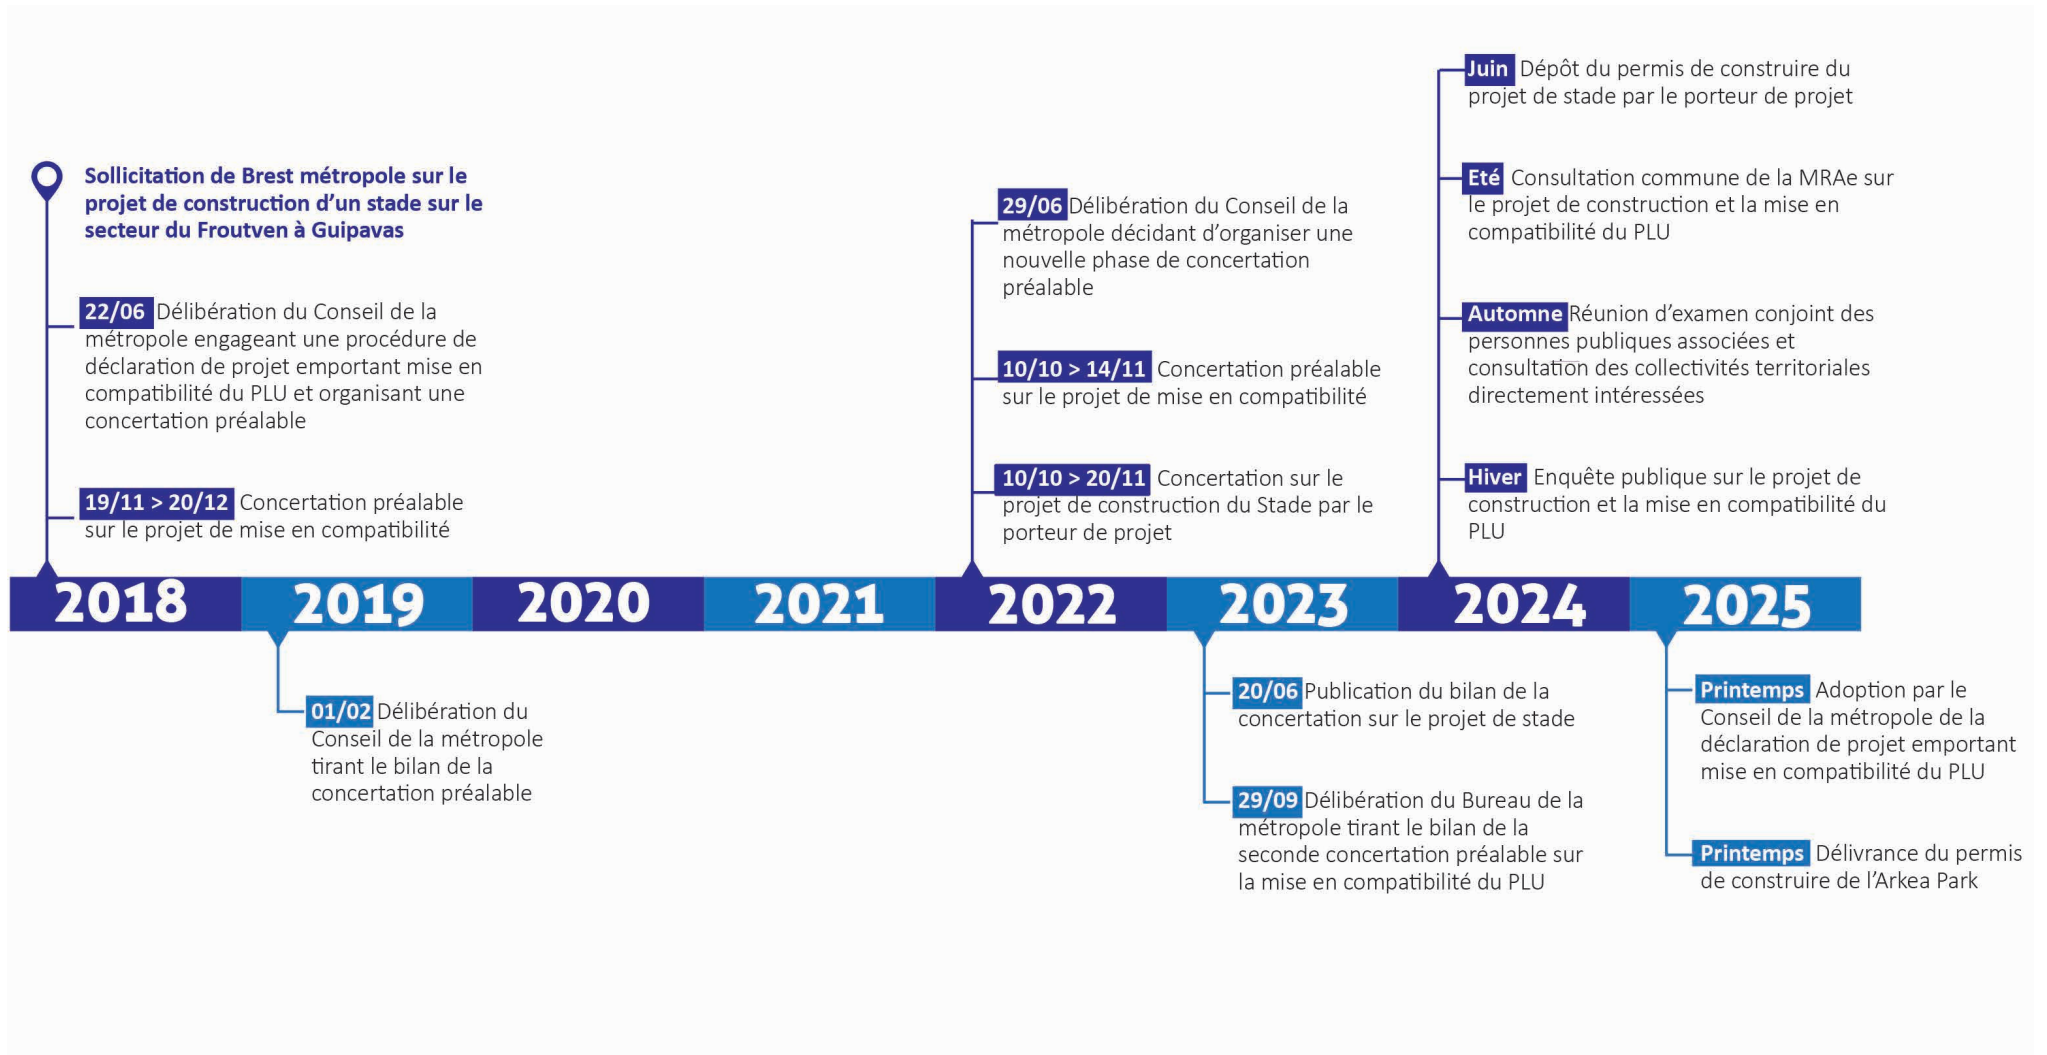 Sollicitation de Brest métropole sur le
projet de construction d'un stade sur le
secteur du Froutven à Guipavas
22/06 Délibération du Conseil de la
métropole engageant une procédure de
déclaration de projet emportant mise en
compatibilité du PLU et organisant une
concertation préalable
19/11 > 20/12 Concertation préalable
sur le projet de mise en compatibilité
29/06 Délibération du Conseil de la
métropole décidant d'organiser une
nouvelle phase de concertation
préalable
10/10 > 14/11 Concertation préalable
sur le projet de mise en compatibilité
10/10 > 20/11 Concertation sur le
projet de construction du Stade par le
porteur de projet
Juin Dépôt du permis de construire du
projet de stade par le porteur de projet
Eté Consultation commune de la MRAe sur
le projet de construction et la mise en
compatibilité du PLU
Automne Réunion d'examen conjoint des
personnes publiques associées et
consultation des collectivités territoriales
directement intéressées
Hiver Enquête publique sur le projet de
construction et la mise en compatibilité du
PLU
2018 2019 2020 2021 2022 2023 2024 2025
01/02 Délibération du
Conseil de la métropole
tirant le bilan de la
concertation préalable
20/06 Publication du bilan de la
concertation sur le projet de stade
29/09 Délibération du Bureau de la
métropole tirant le bilan de la
seconde concertation préalable sur
la mise en compatibilité du PLU
Printemps Adoption par le
Conseil de la métropole de la
déclaration de projet emportant
mise en compatibilité du PLU
Printemps Délivrance du permis
de construire de l'Arkea Park